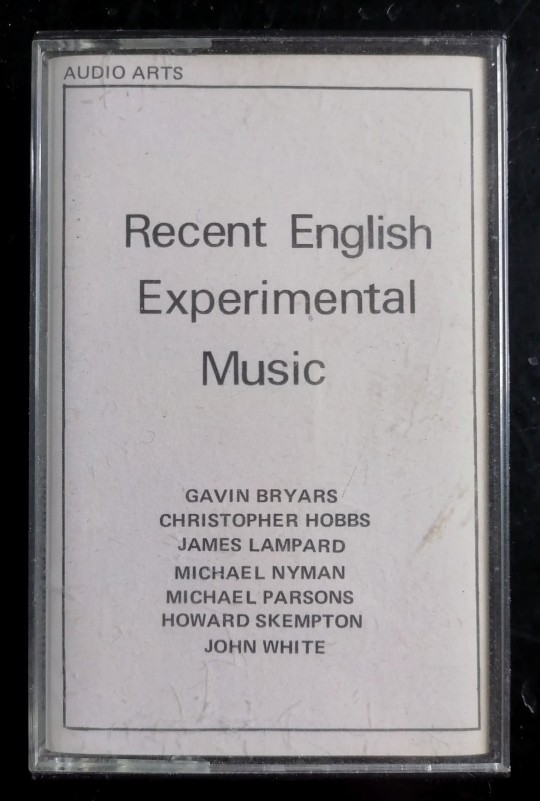 AUDIO ARTS
Recent English
Experimental
Music
GAVIN BRYARS
CHRISTOPHER HOBBS
JAMES LAMPARD
MICHAEL NYMAN
MICHAEL PARSONS
HOWARD SKEMPTON
JOHN WHITE